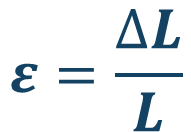 ε = ΔL / L